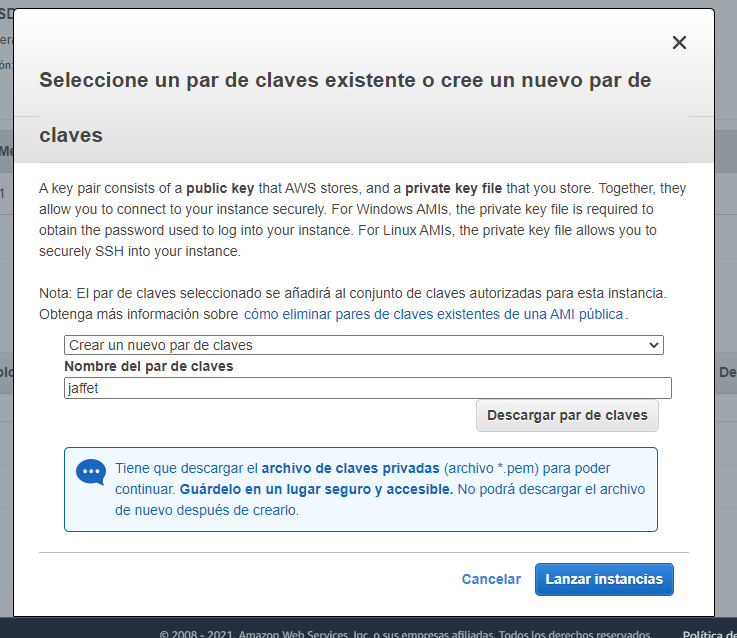 SD
era
Seleccione un par de claves existente o cree un nuevo par de
ón:
claves
Me
A key pair consists of a public key that AWS stores, and a private key file that you store. Together, they
1
allow you to connect to your instance securely. For Windows AMIs, the private key file is required to
obtain the password used to log into your instance. For Linux AMIs, the private key file allows you to
securely SSH into your instance.
Nota: El par de claves seleccionado se añadirá al conjunto de claves autorizadas para esta instancia.
Obtenga más información sobre cómo eliminar pares de claves existentes de una AMI pública.
Crear un nuevo par de claves
Nombre del par de claves
olo
De
jaffet
Descargar par de claves
Tiene que descargar el archivo de claves privadas (archivo *.pem) para poder
continuar. Guárdelo en un lugar seguro y accesible. No podrá descargar el archivo
de nuevo después de crearlo.
Cancelar
Lanzar instancias
© 2008 - 2021, Amazon Web Services, Inc. o sus empresas afiliadas. Todos los derechos reservados.
Política de